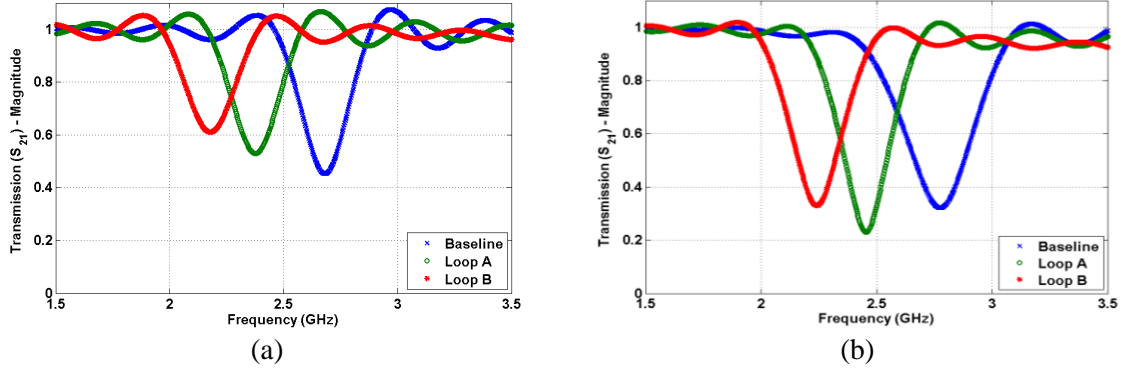 Transmission (S21) - Magnitude
1
0.8
0.6
0.4
0.2
0
1.5 2 2.5 3 3.5
Frequency (GHz)
Baseline
Loop A
Loop B
(a)
Transmission (S21) - Magnitude
1
0.8
0.6
0.4
0.2
0
1.5 2 2.5 3 3.5
Frequency (GHz)
Baseline
Loop A
Loop B
(b)